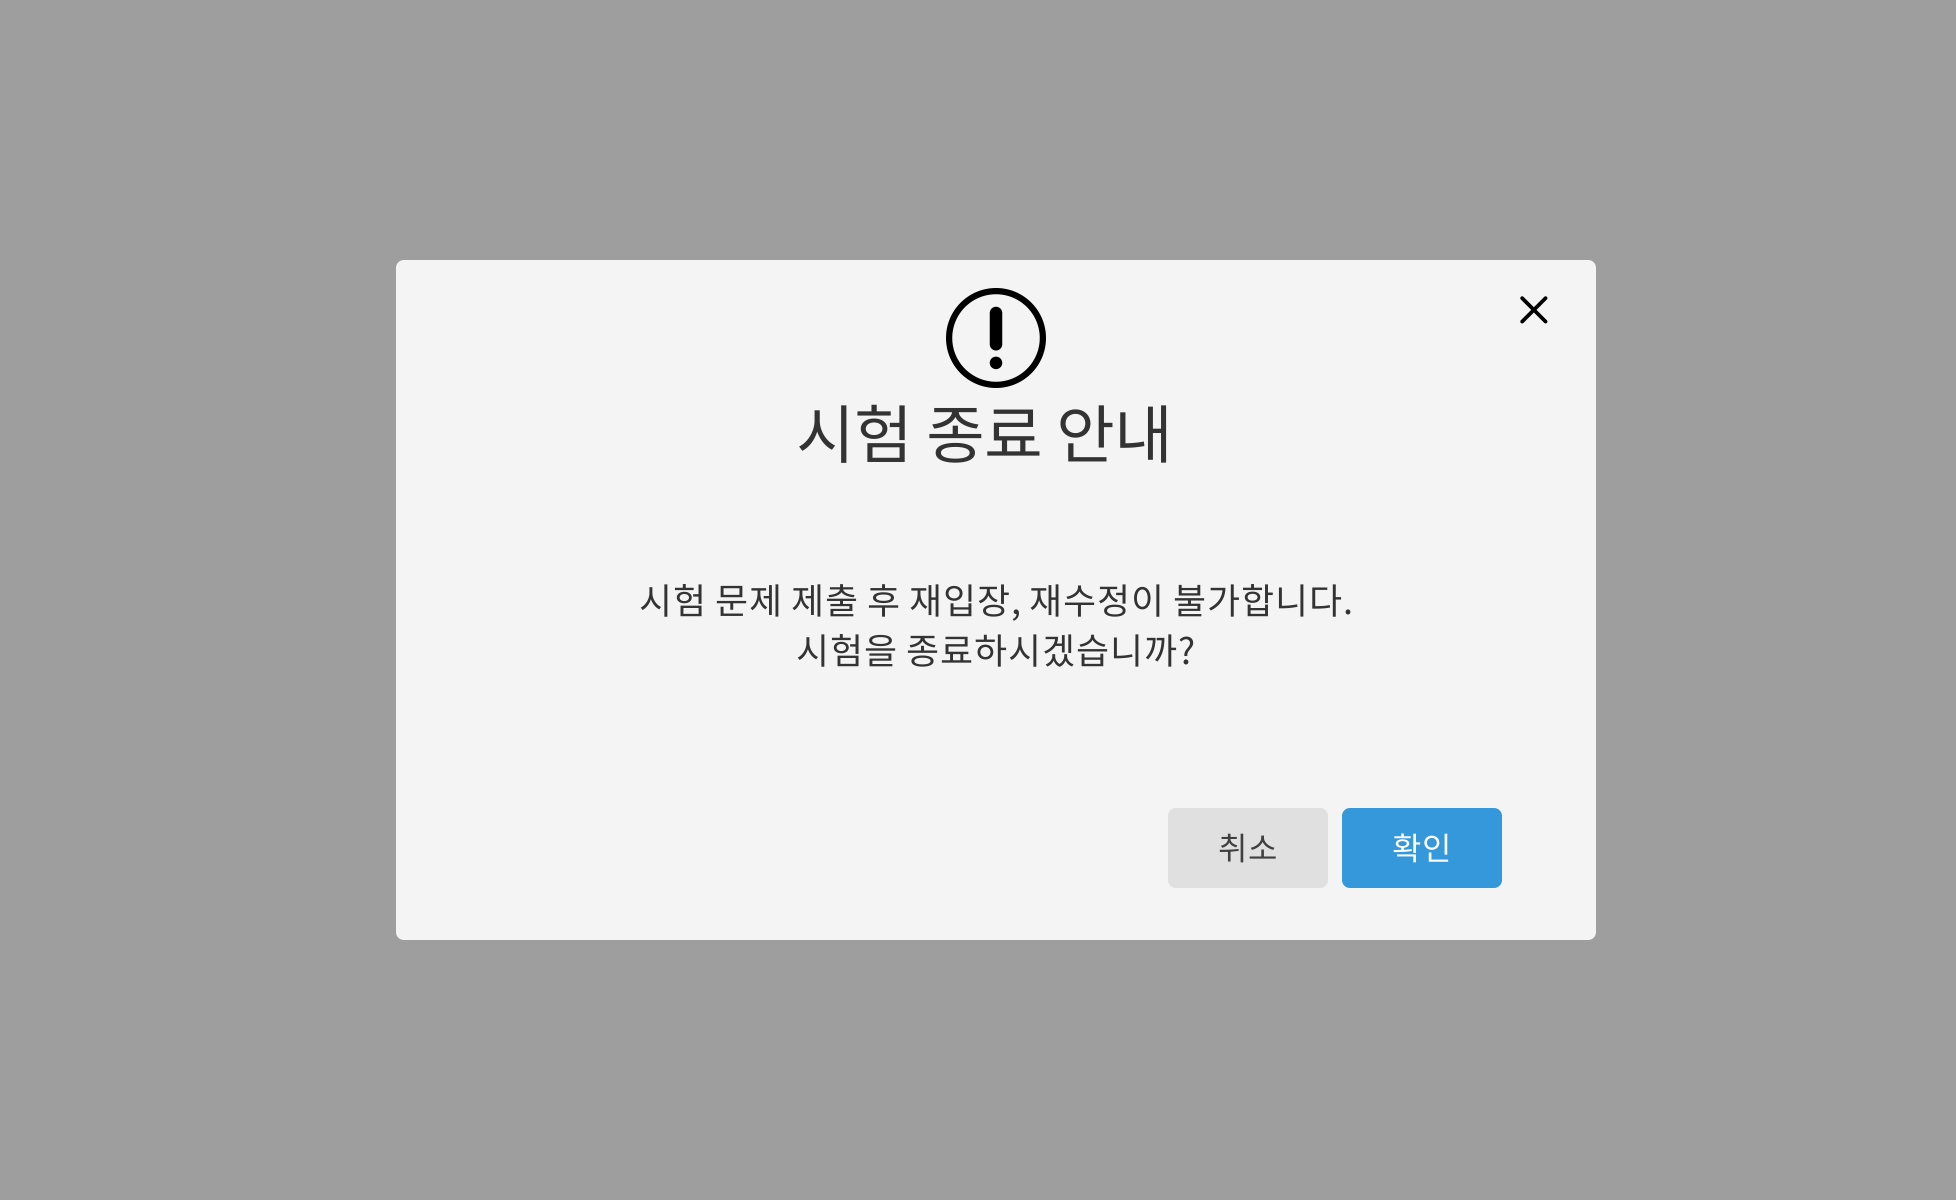 시험 종료 안내
시험 문제 제출 후 재입장, 재수정이 불가합니다.
시험을 종료하시겠습니까?
취소
확인